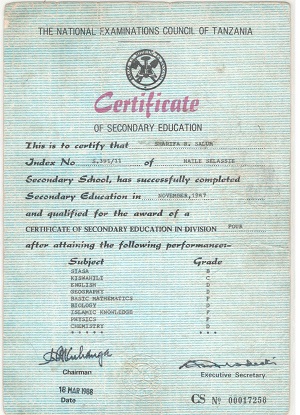 THE NATIONAL EXAMINATIONS COUNCIL OF TANZANIA
Certificate
OF SECONDARY EDUCATION
This is to certify that SHARIFA S. SALUM
Index No S.395/11 of HAILE SELASSIE
Secondary School, has successfully completed
Secondary Education in NOVEMBER, 1987
and qualified for the award of a
CERTIFICATE OF SECONDARY EDUCATION IN DIVISION FOUR
after attaining the following performance:-
Subject Grade
SIASA
KISWAHILI C
ENGLISH D
GEOGRAPHY
BASIC MATHEMATICS F
BIOLOGY
ISLAMIC KNOWLEDGE F
PHYSICS F
CHEMISTRY
Chairman
Executive Secretary
18 MAR 1988
Date
CS № 00017250